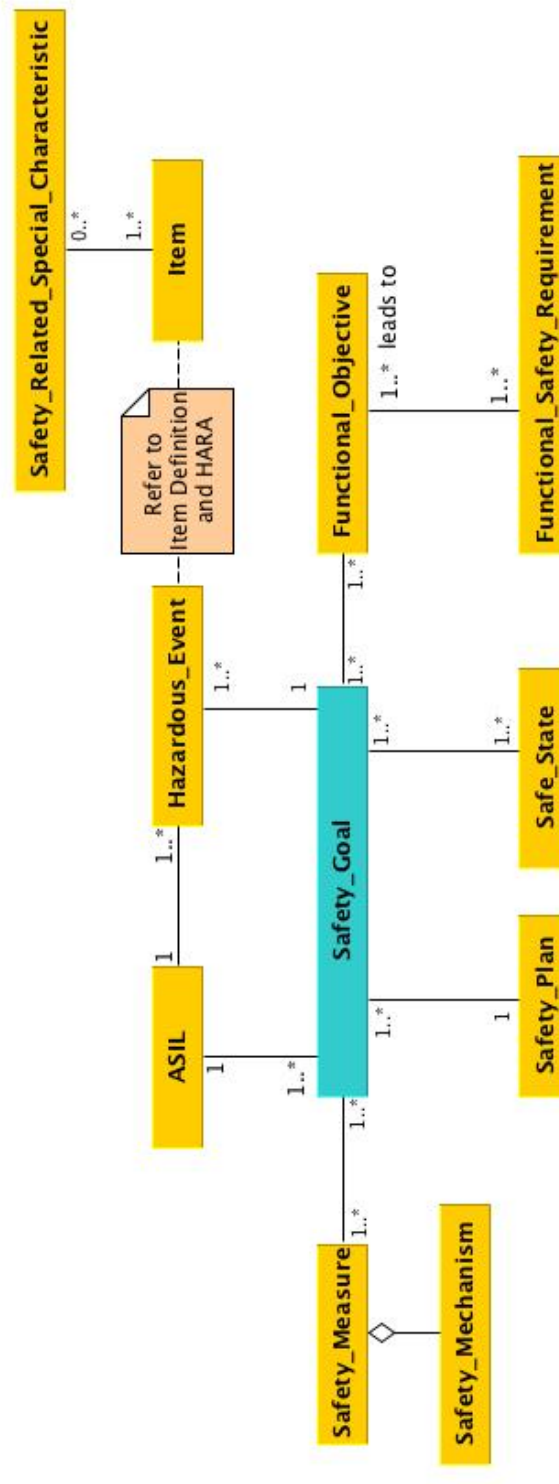 Safety_Related_Special_Characteristic
0..*
1..*
Item
Refer to
Item Definition
and HARA
Hazardous_Event
1..*
1
ASIL
1..*
1
1
1..*
Safety_Goal
1..*
1..*
Functional_Objective
1..* leads to
1..*
Functional_Safety_Requirement
1..*
1..*
Safe_State
1..*
1
Safety_Plan
1..*
1..*
Safety_Measure
Safety_Mechanism